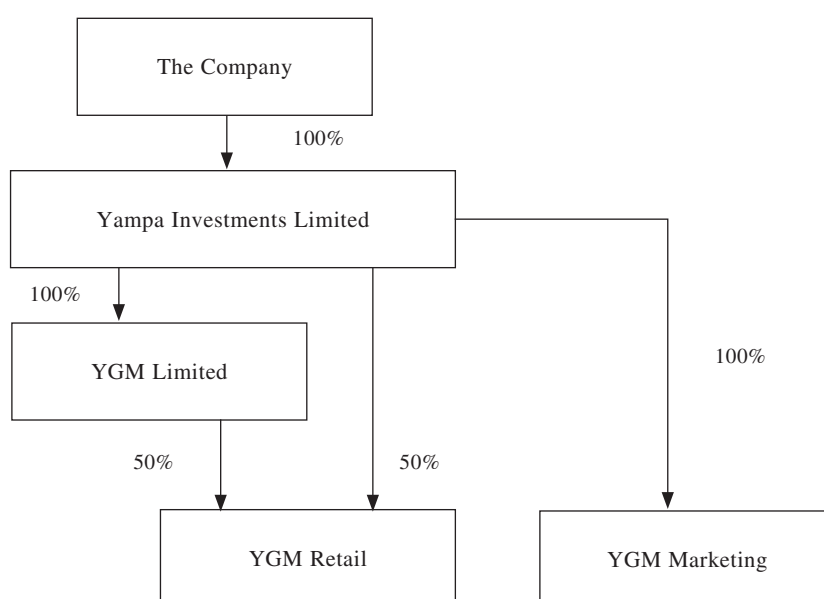 The Company
100%
Yampa Investments Limited
100%
YGM Limited
100%
50%
50%
YGM Retail
YGM Marketing